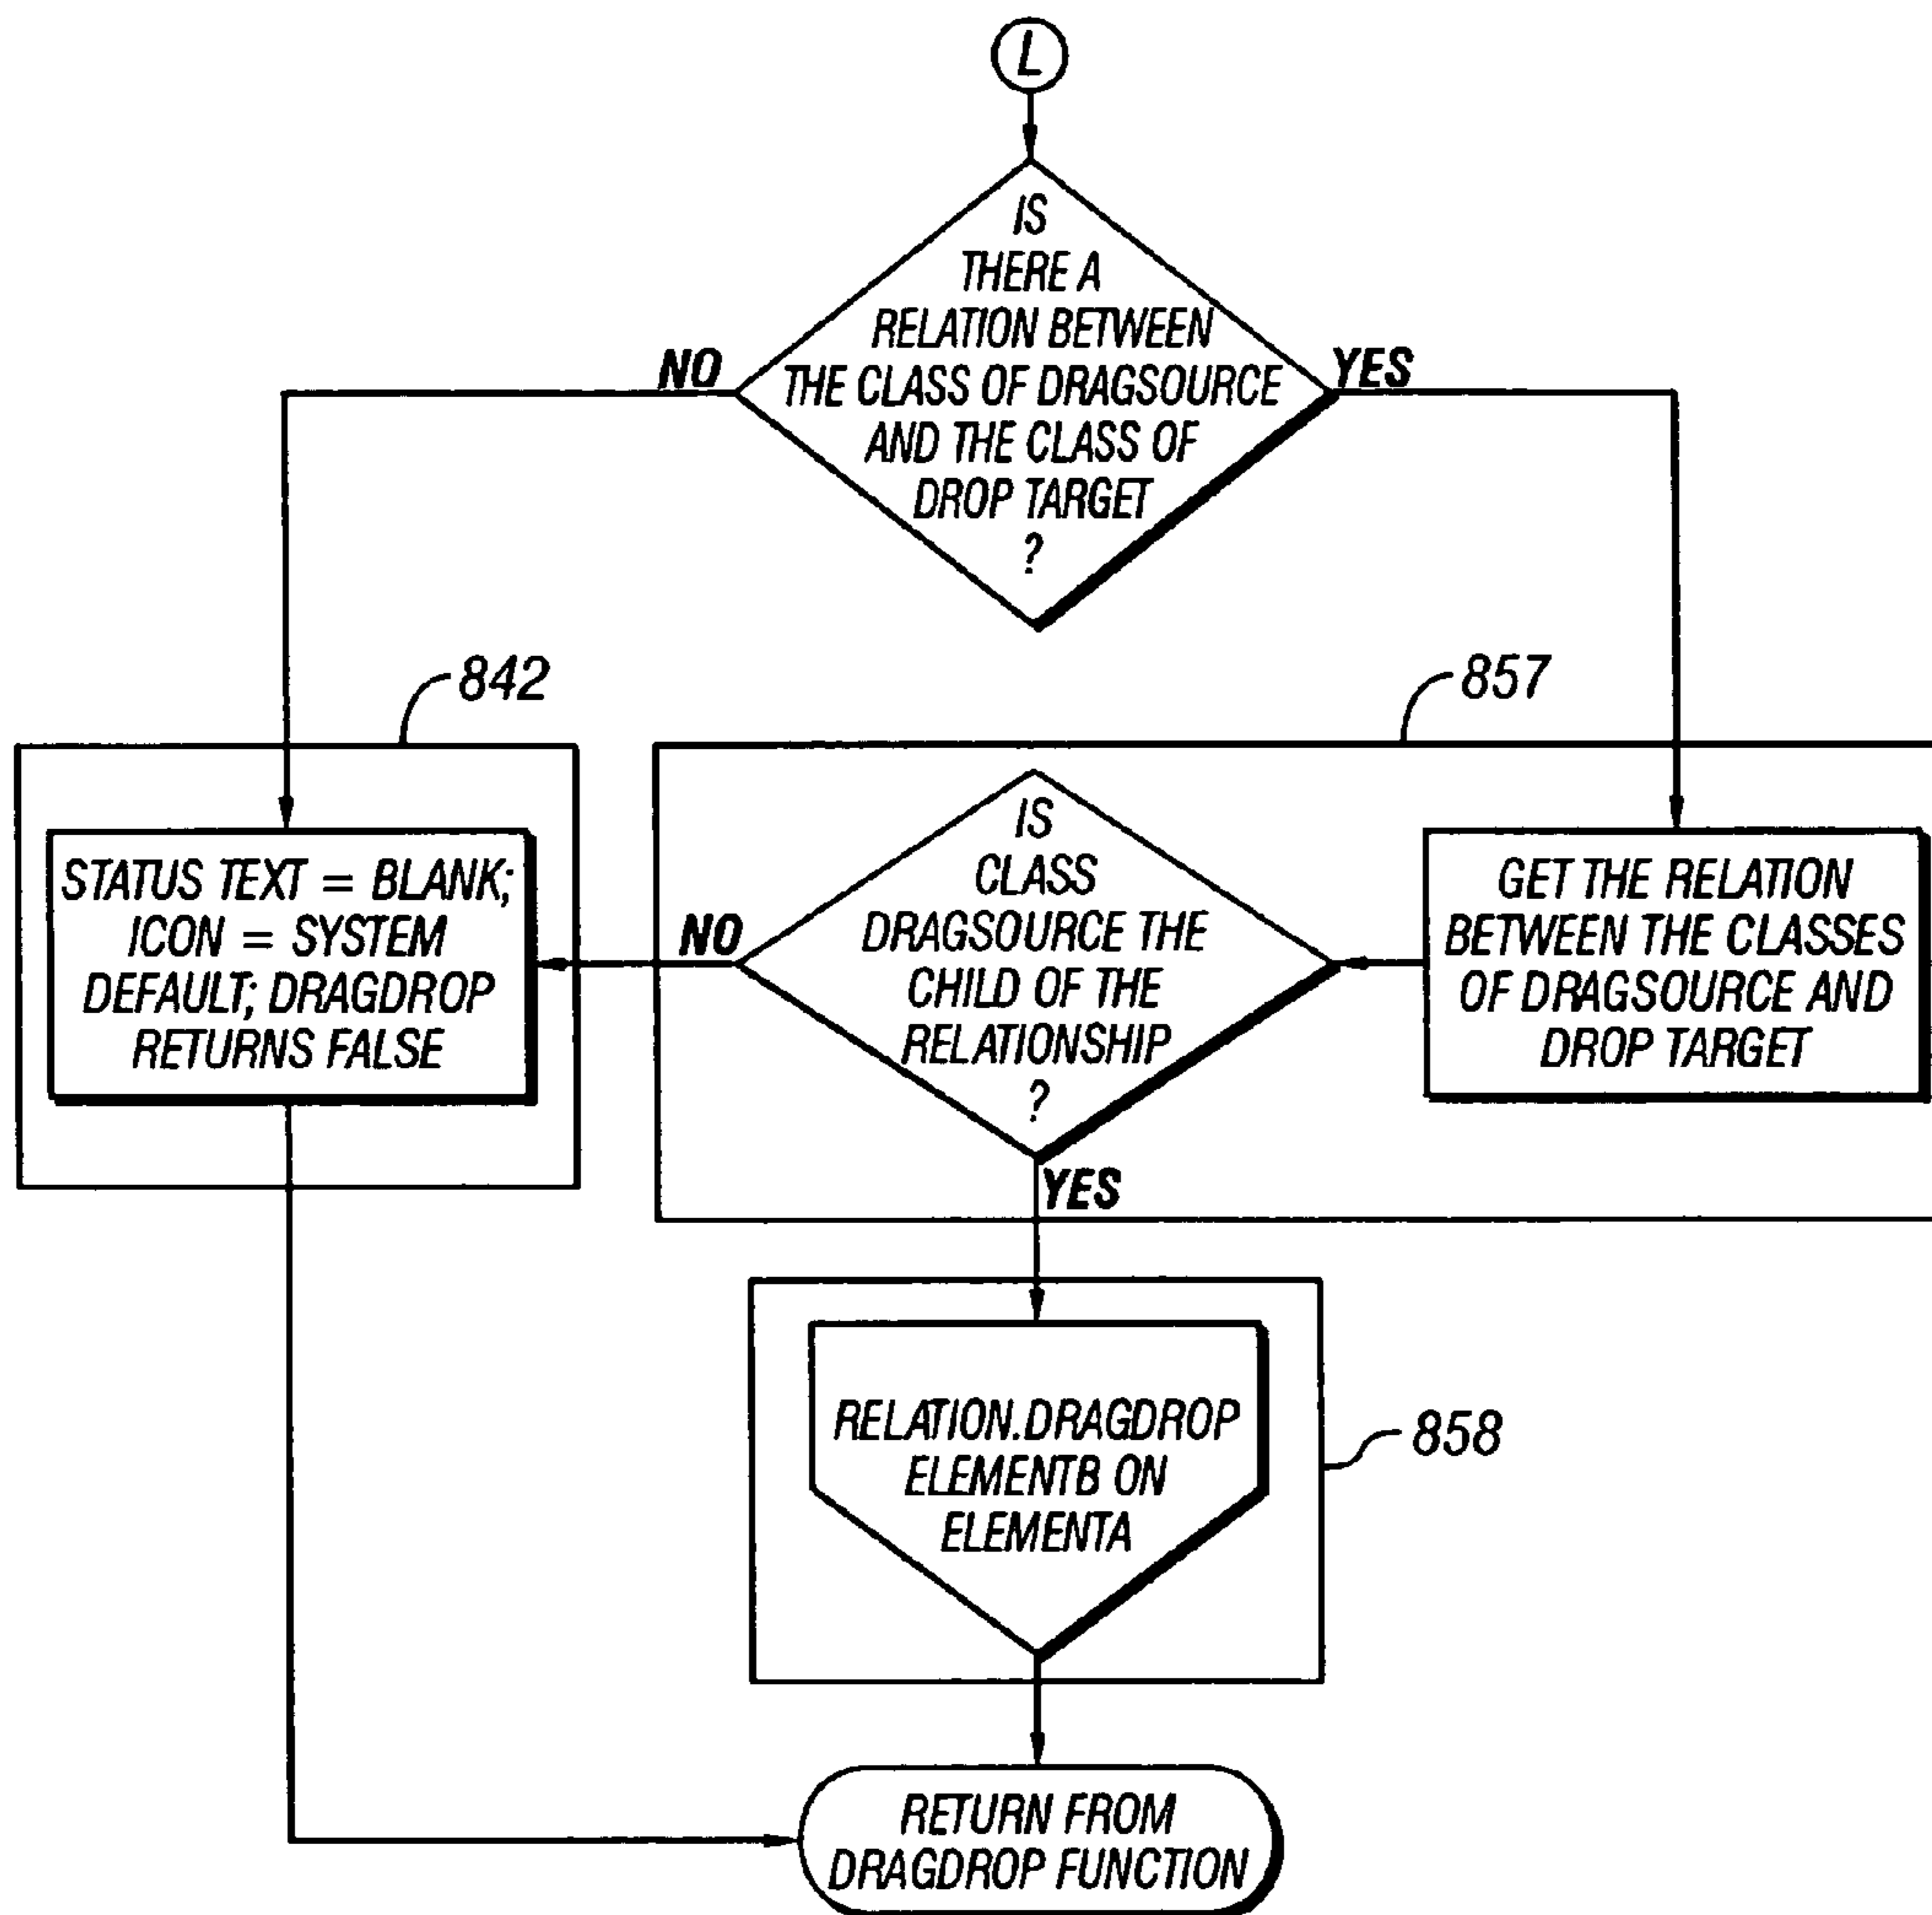 L
IS
THERE A
RELATION BETWEEN
THE CLASS OF DRAGSOURCE
AND THE CLASS OF
DROP TARGET
?
NO
YES
842
857
STATUS TEXT = BLANK;
ICON = SYSTEM
DEFAULT; DRAGDROP
RETURNS FALSE
NO
IS
CLASS
DRAGSOURCE THE
CHILD OF THE
RELATIONSHIP
?
YES
GET THE RELATION
BETWEEN THE CLASSES
OF DRAGSOURCE AND
DROP TARGET
RELATION.DRAGDROP
ELEMENTB ON
ELEMENTA
858
RETURN FROM
DRAGDROP FUNCTION